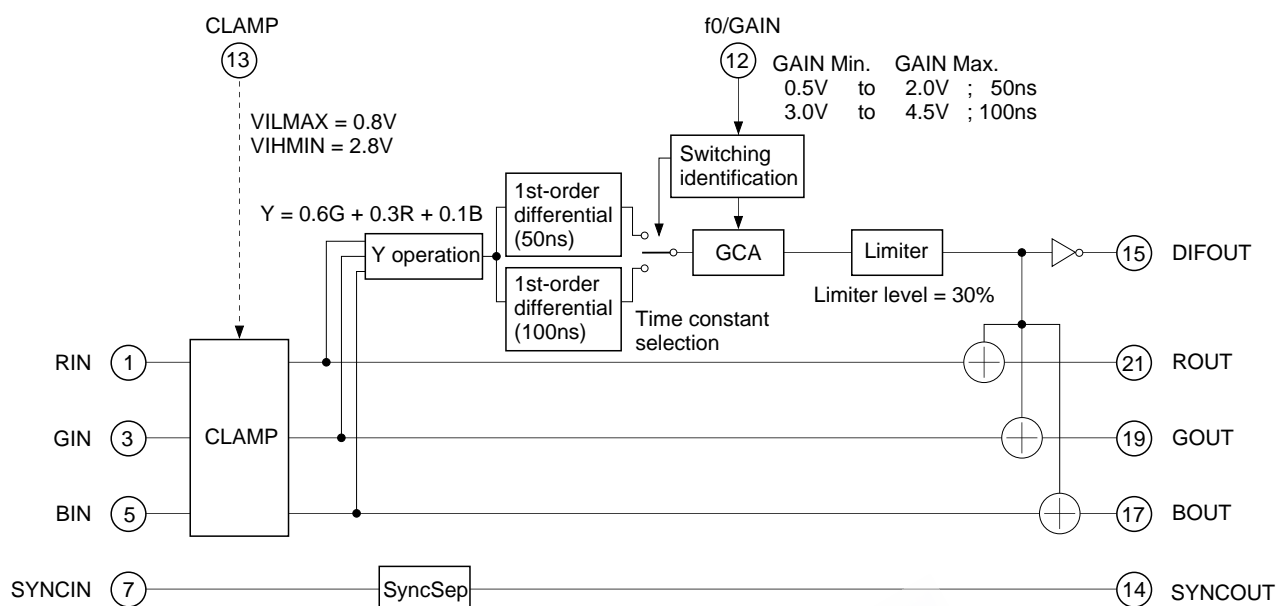 CLAMP
13
f0/GAIN
12
GAIN Min. GAIN Max.
0.5V to 2.0V ; 50ns
3.0V to 4.5V ; 100ns
VILMAX = 0.8V
VIHMIN = 2.8V
Switching
identification
1st-order
differential
(50ns)
Y = 0.6G + 0.3R + 0.1B
Y operation
GCA
Limiter
15 DIFOUT
1st-order
differential
(100ns)
Limiter level = 30%
Time constant
selection
RIN 1
21 ROUT
GIN 3
CLAMP
19 GOUT
BIN 5
17 BOUT
SYNCIN 7
SyncSep
14 SYNCOUT